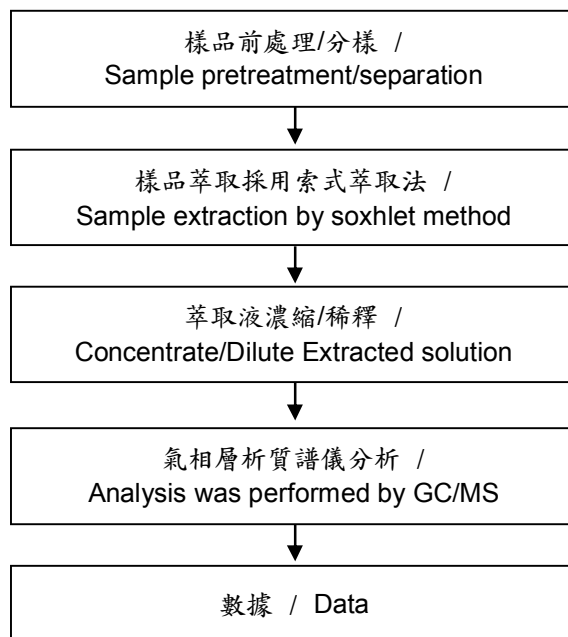 樣品前處理/分樣 /
Sample pretreatment/separation
樣品萃取採用索式萃取法 /
Sample extraction by soxhlet method
萃取液濃縮/稀釋 /
Concentrate/Dilute Extracted solution
氣相層析質譜儀分析 /
Analysis was performed by GC/MS
數據 / Data